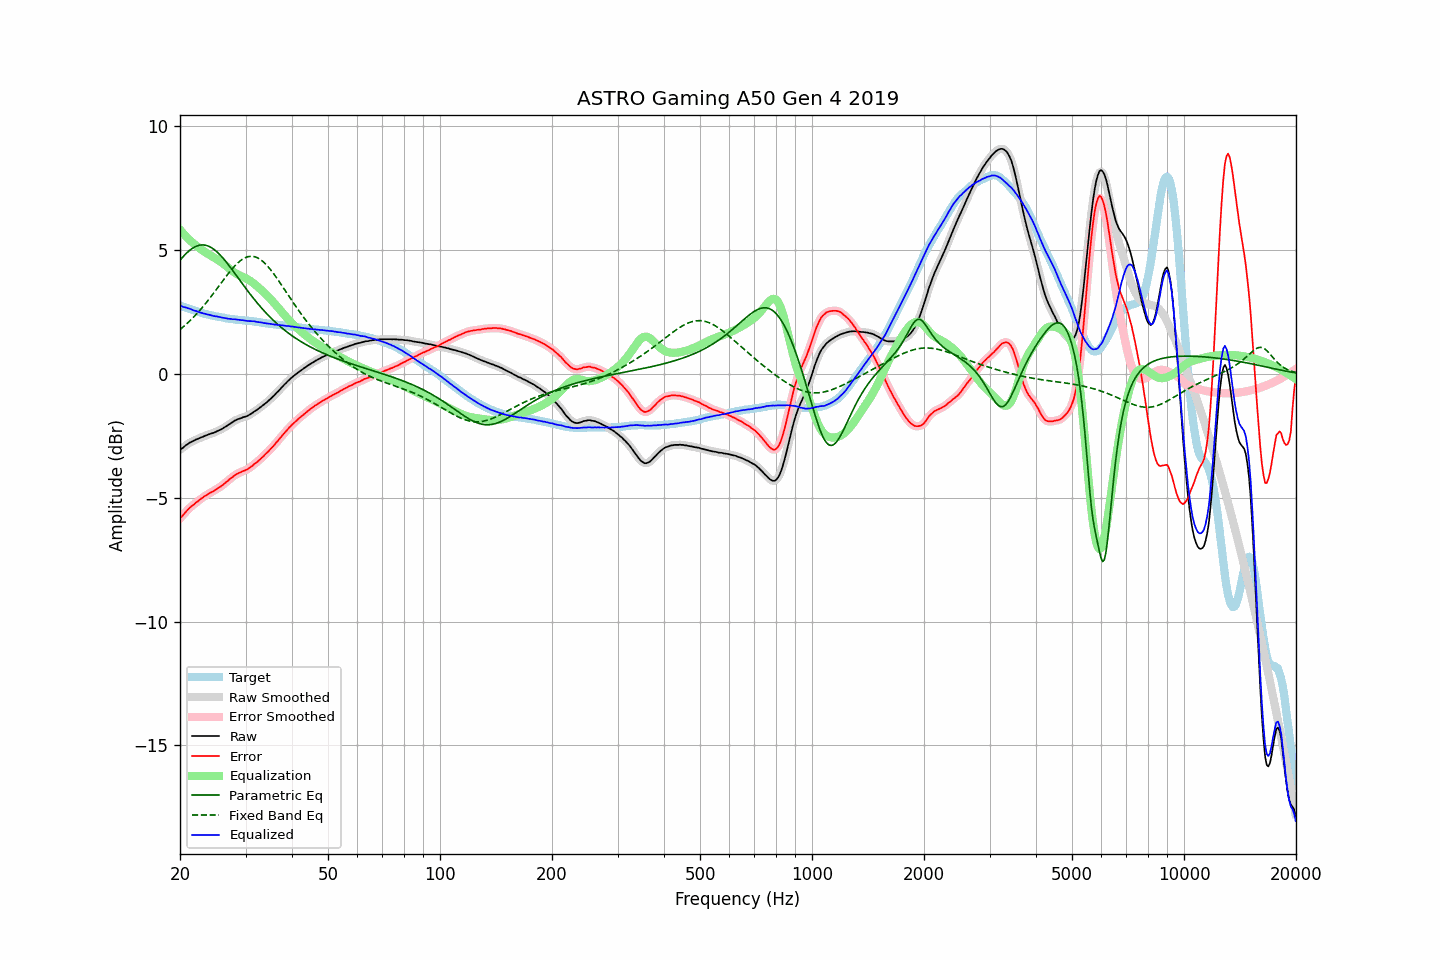 ASTRO Gaming A50 Gen 4 2019
10
5
0
−5
−10
−15
Amplitude (dBr)
Target
Raw Smoothed
Error Smoothed
Raw
Error
Equalization
Parametric Eq
Fixed Band Eq
Equalized
20
50
100
200
500
1000
2000
5000
10000
20000
Frequency (Hz)